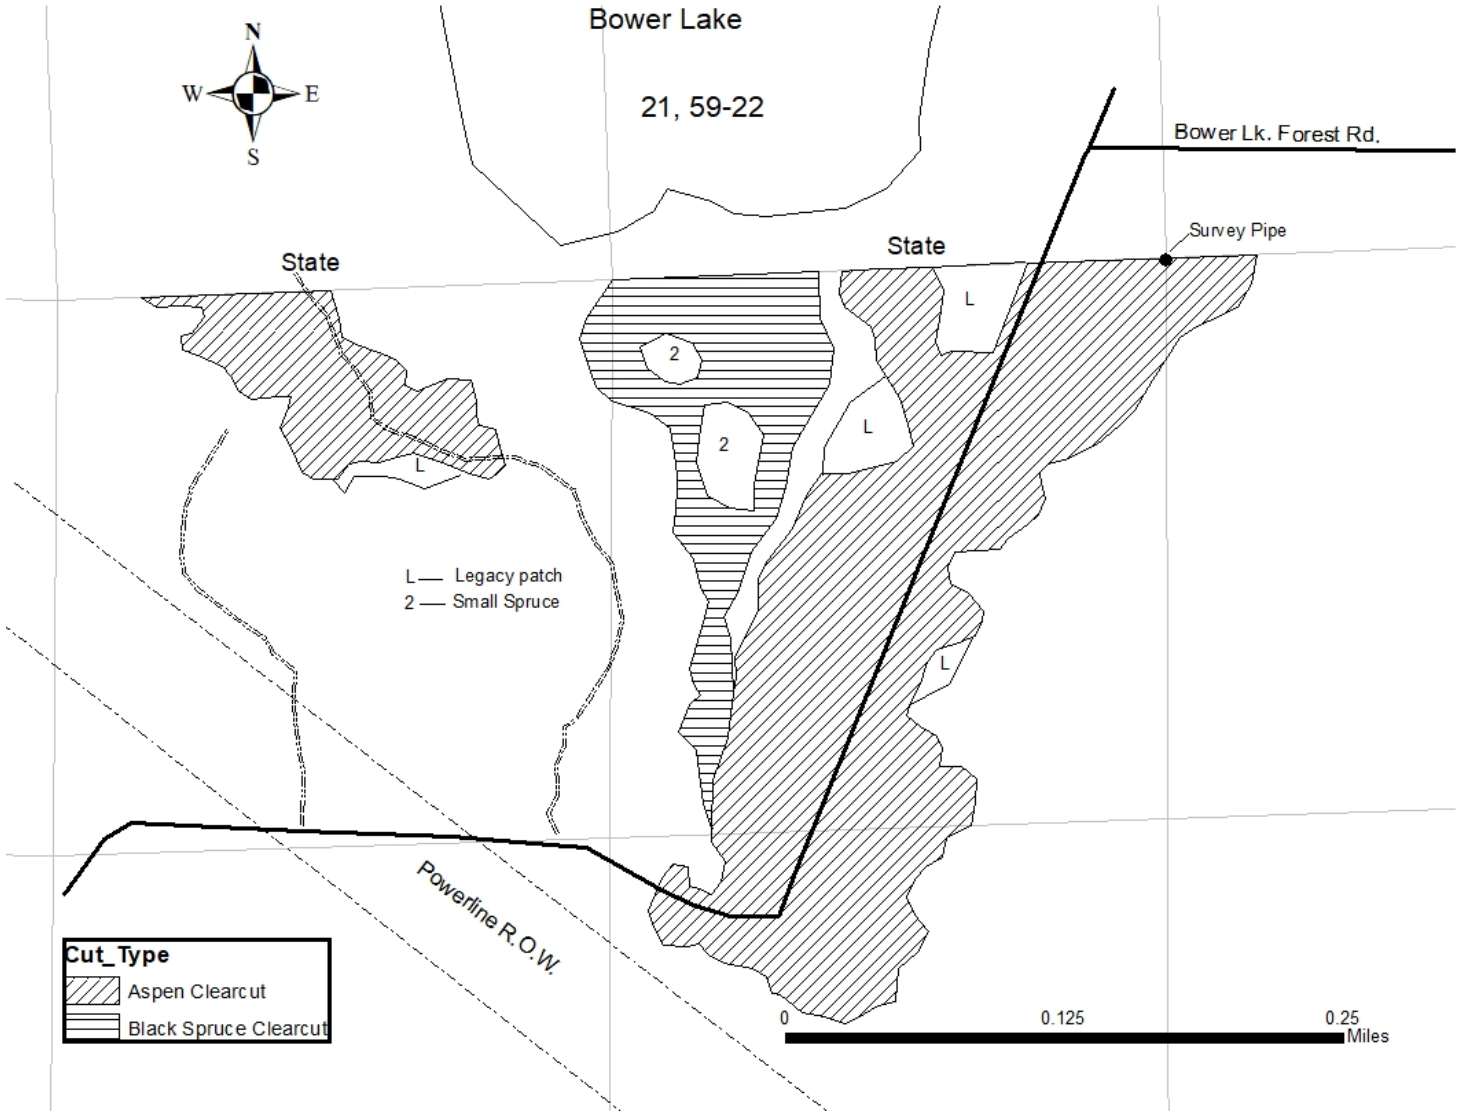 Bower Lake
N
W
E
S
21, 59-22
Bower Lk. Forest Rd.
Survey Pipe
State
State
L
2
L
2
L
L — Legacy patch
2 — Small Spruce
L
Powerline R.O.W.
Cut_Type
Aspen Clearcut
Black Spruce Clearcut
0 0.125 0.25
Miles